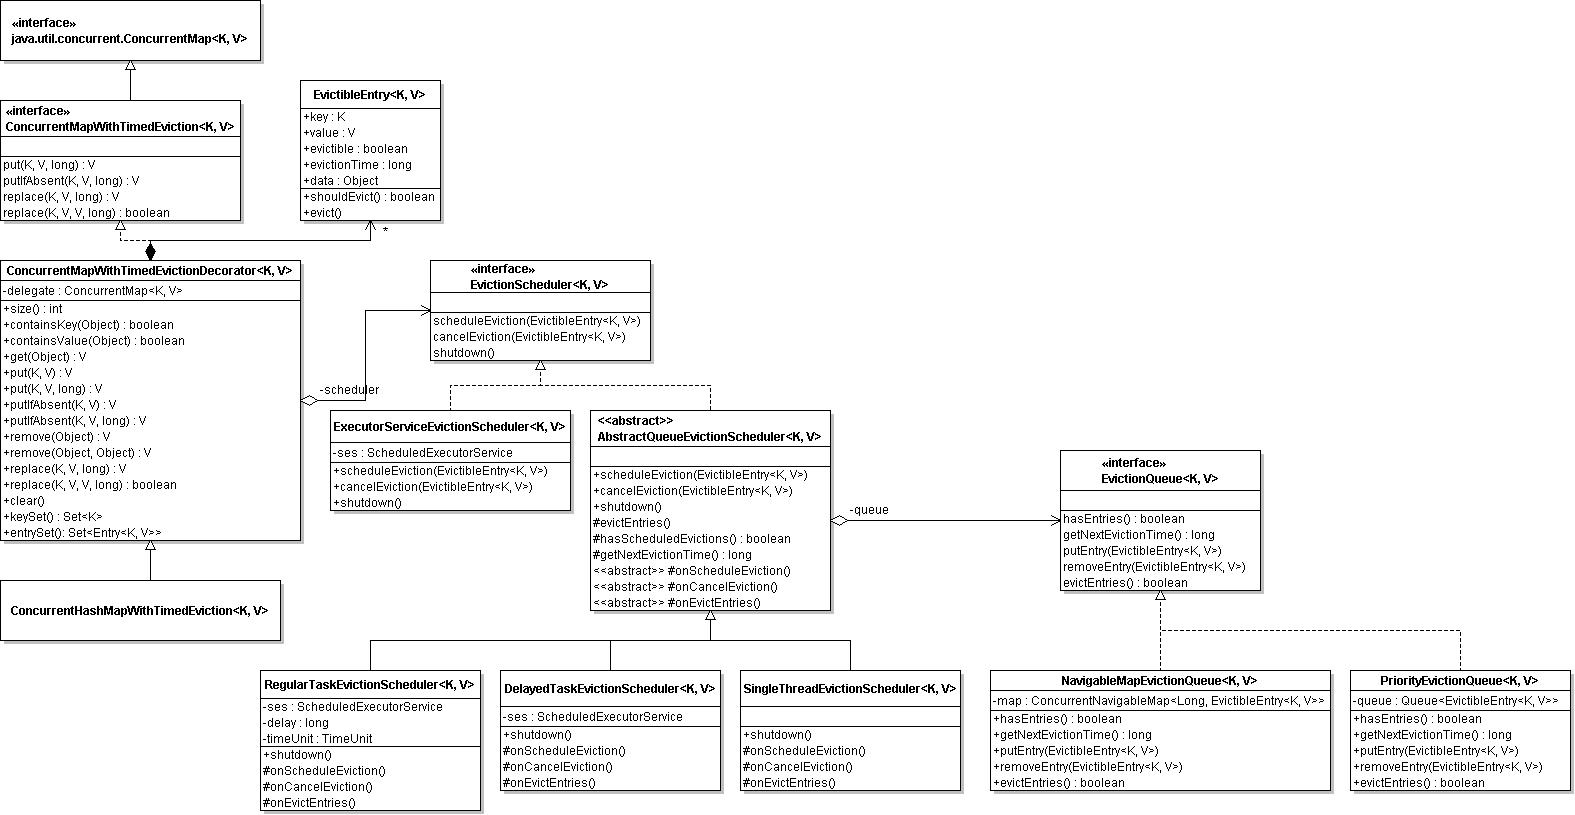 «interface»
java.util.concurrent.ConcurrentMap<K, V>
«interface»
ConcurrentMapWithTimedEviction<K, V>
put(K, V, long) : V
putIfAbsent(K, V, long) : V
replace(K, V, long) : V
replace(K, V, V, long) : boolean
EvictibleEntry<K, V>
+key : K
+value : V
+evictible : boolean
+evictionTime : long
+data : Object
+shouldEvict() : boolean
+evict()
*
ConcurrentMapWithTimedEvictionDecorator<K, V>
-delegate : ConcurrentMap<K, V>
+size() : int
+containsKey(Object) : boolean
+containsValue(Object) : boolean
+get(Object) : V
+put(K, V) : V
+put(K, V, long) : V
+putIfAbsent(K, V) : V
+putIfAbsent(K, V, long) : V
+remove(Object) : V
+remove(Object, Object) : V
+replace(K, V, long) : V
+replace(K, V, V, long) : boolean
+clear()
+keySet() : Set<K>
+entrySet(): Set<Entry<K, V>>
-scheduler
«interface»
EvictionScheduler<K, V>
scheduleEviction(EvictibleEntry<K, V>)
cancelEviction(EvictibleEntry<K, V>)
shutdown()
ExecutorServiceEvictionScheduler<K, V>
-ses : ScheduledExecutorService
+scheduleEviction(EvictibleEntry<K, V>)
+cancelEviction(EvictibleEntry<K, V>)
+shutdown()
<<abstract>>
AbstractQueueEvictionScheduler<K, V>
+scheduleEviction(EvictibleEntry<K, V>)
+cancelEviction(EvictibleEntry<K, V>)
+shutdown()
#evictEntries()
#hasScheduledEvictions() : boolean
#getNextEvictionTime() : long
<<abstract>> #onScheduleEviction()
<<abstract>> #onCancelEviction()
<<abstract>> #onEvictEntries()
-queue
«interface»
EvictionQueue<K, V>
hasEntries() : boolean
getNextEvictionTime() : long
putEntry(EvictibleEntry<K, V>)
removeEntry(EvictibleEntry<K, V>)
evictEntries() : boolean
ConcurrentHashMapWithTimedEviction<K, V>
RegularTaskEvictionScheduler<K, V>
-ses : ScheduledExecutorService
-delay : long
-timeUnit : TimeUnit
+shutdown()
#onScheduleEviction()
#onCancelEviction()
#onEvictEntries()
DelayedTaskEvictionScheduler<K, V>
-ses : ScheduledExecutorService
+shutdown()
#onScheduleEviction()
#onCancelEviction()
#onEvictEntries()
SingleThreadEvictionScheduler<K, V>
+shutdown()
#onScheduleEviction()
#onCancelEviction()
#onEvictEntries()
NavigableMapEvictionQueue<K, V>
-map : ConcurrentNavigableMap<Long, EvictibleEntry<K, V>>
+hasEntries() : boolean
+getNextEvictionTime() : long
+putEntry(EvictibleEntry<K, V>)
+removeEntry(EvictibleEntry<K, V>)
+evictEntries() : boolean
PriorityEvictionQueue<K, V>
-queue : Queue<EvictibleEntry<K, V>>
+hasEntries() : boolean
+getNextEvictionTime() : long
+putEntry(EvictibleEntry<K, V>)
+removeEntry(EvictibleEntry<K, V>)
+evictEntries() : boolean